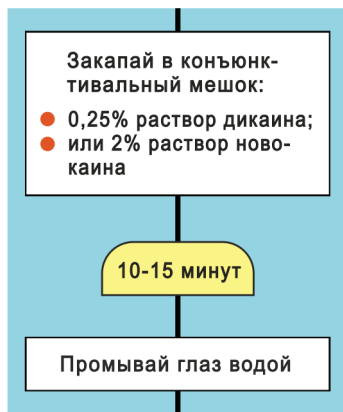 Закапай в конъюнк-
тивальный мешок:
0,25% раствор дикаина;
или 2% раствор ново-
каина
10-15 минут
Промывай глаз водой